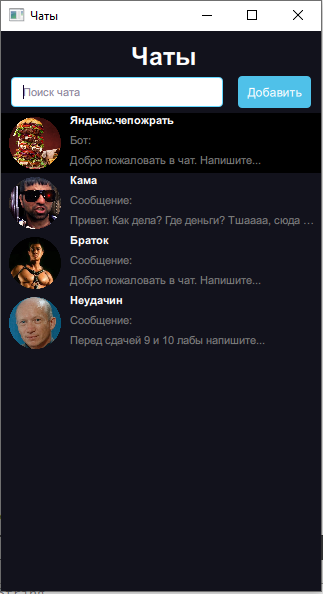 Чаты
Чаты
Поиск чата
Добавить
Яндыкс.чепожрать
Бот:
Добро пожаловать в чат. Напишите...
Кама
Сообщение:
Привет. Как дела? Где деньги? Тшаааа, сюда ...
Браток
Сообщение:
Добро пожаловать в чат. Напишите...
Неудачин
Сообщение:
Перед сдачей 9 и 10 лабы напишите...